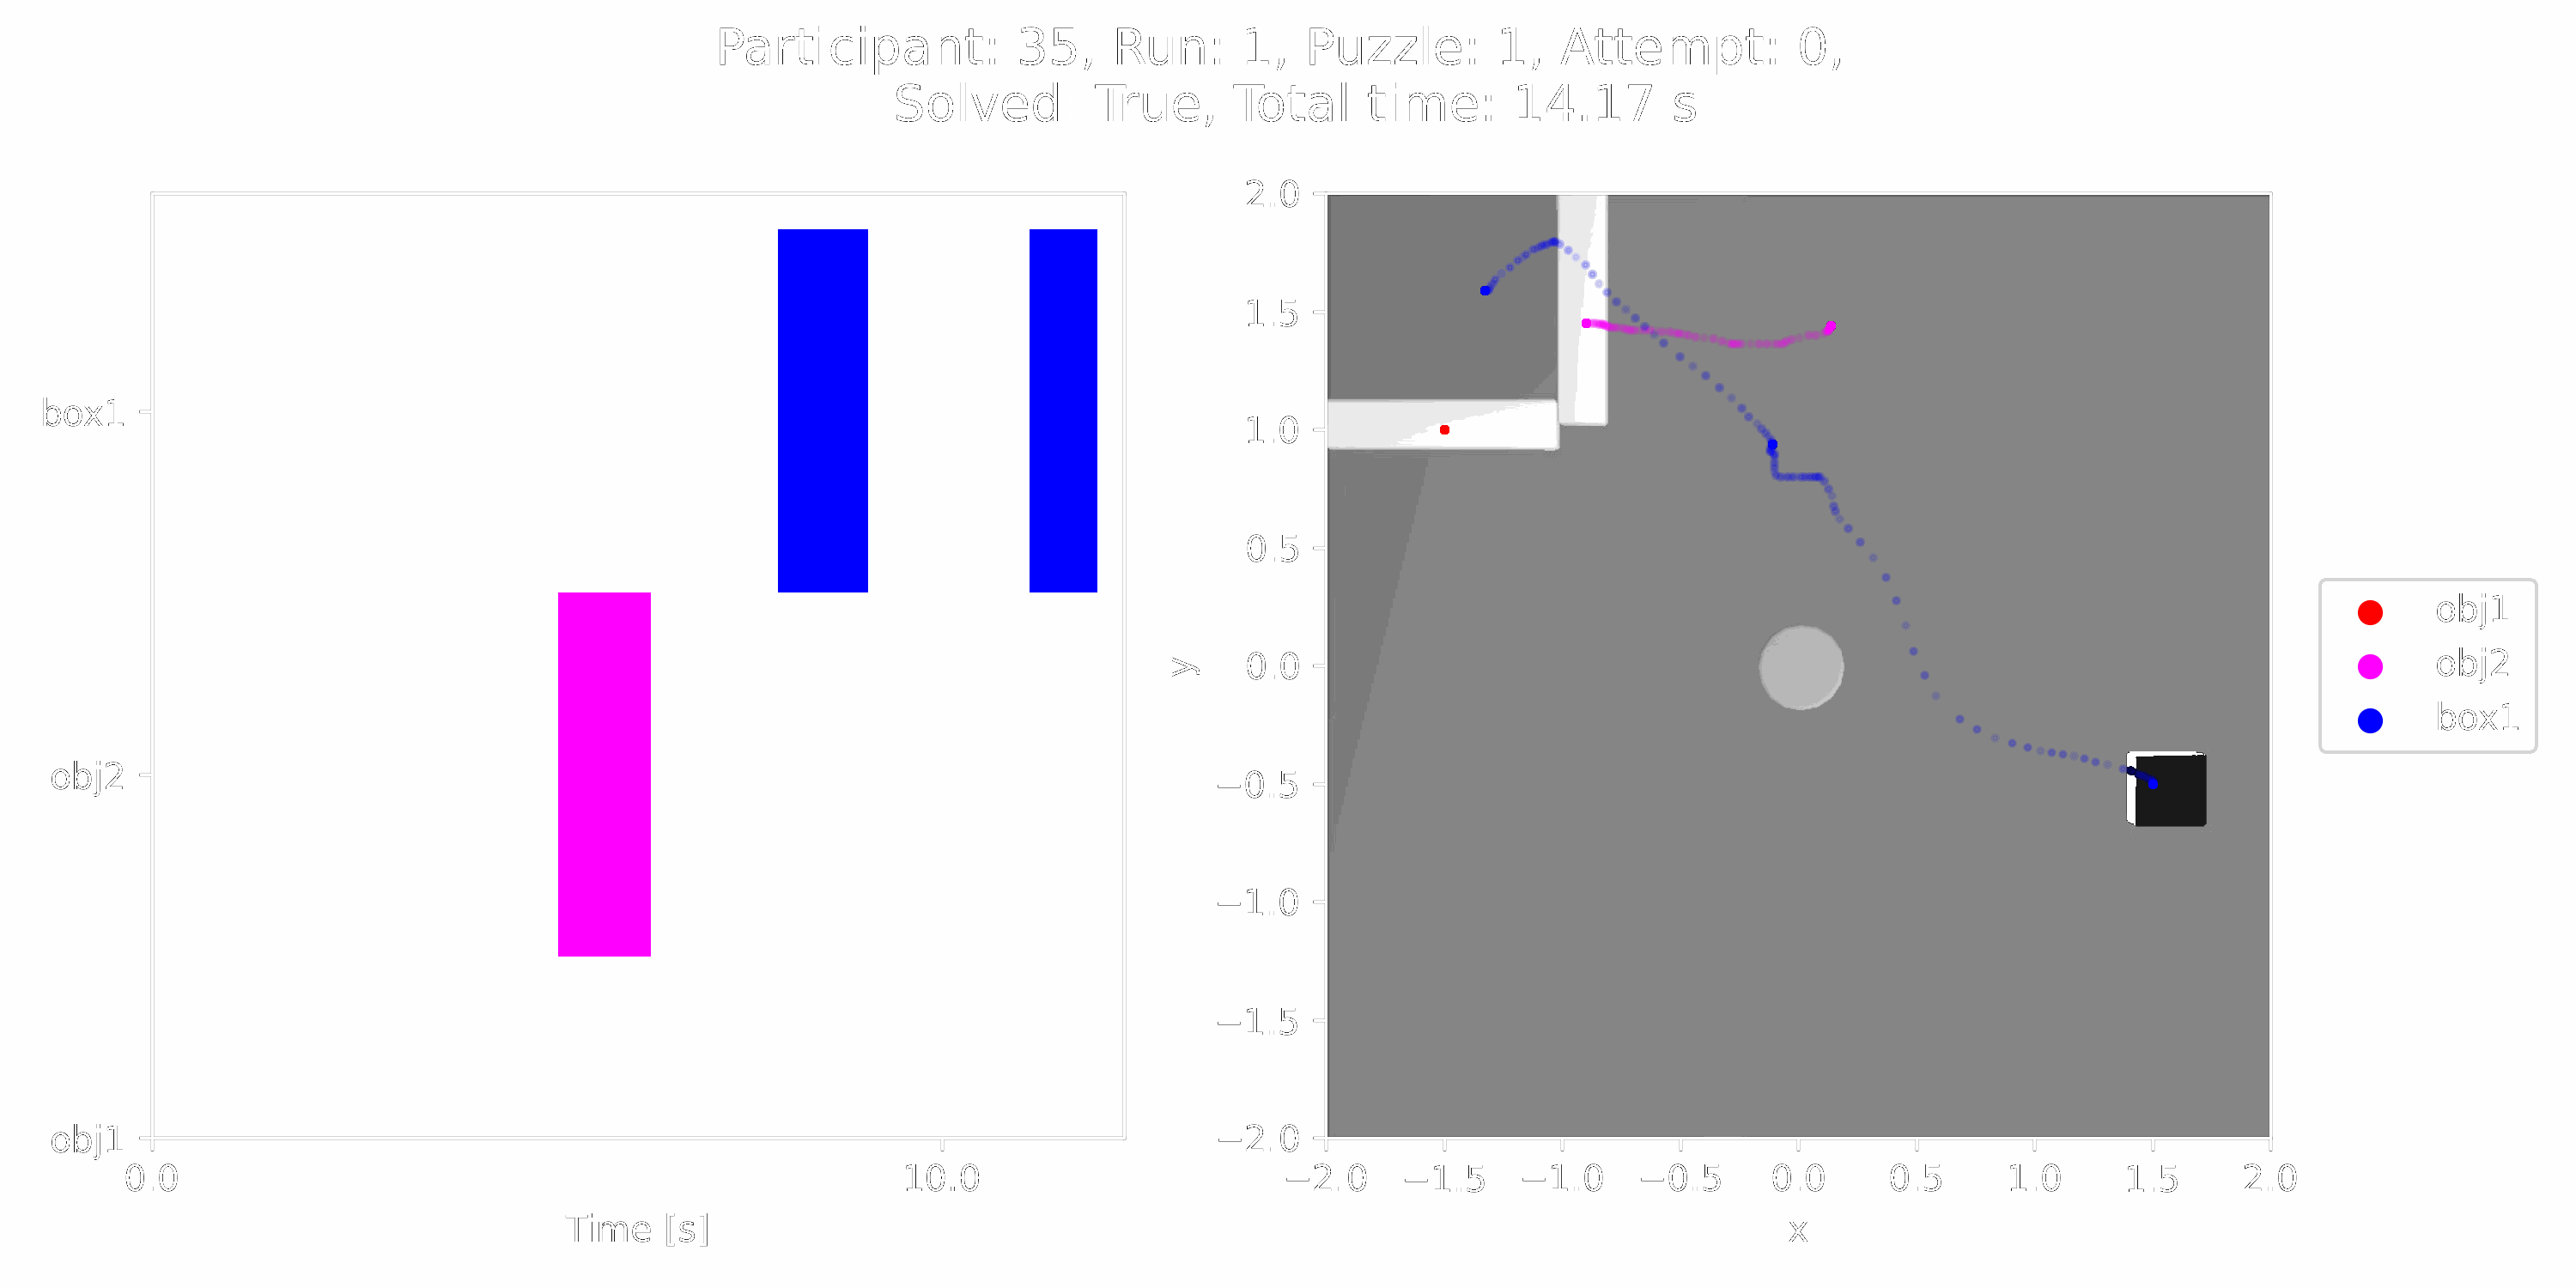 Participant: 35, Run: 1, Puzzle: 1, Attempt: 0,
Solved True, Total time: 14.17 s
box1
obj2
obj1
0.0
10.0
Time [s]
2.0
1.5
1.0
0.5
0.0
−0.5
−1.0
−1.5
−2.0
y
−2.0
−1.5
−1.0
−0.5
0.0
0.5
1.0
1.5
2.0
x
obj1
obj2
box1